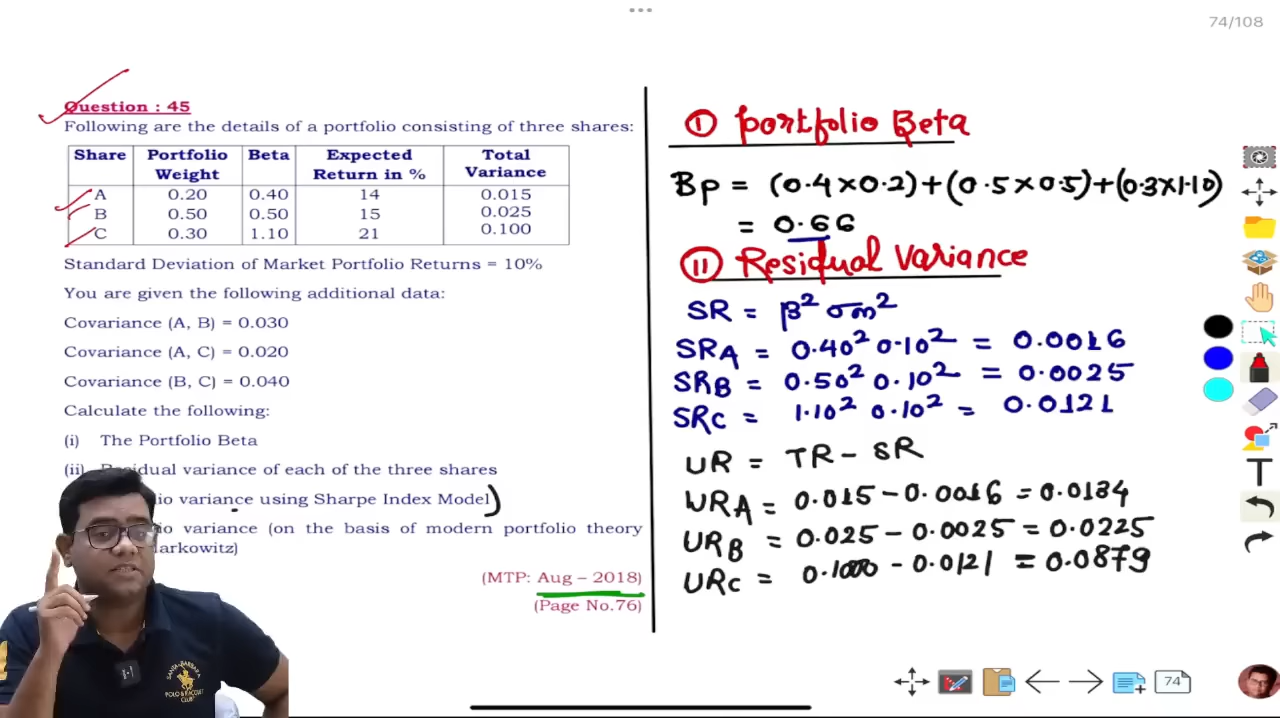 74/108
Question : 45
Following are the details of a portfolio consisting of three shares:
Share Portfolio Weight Beta Expected Return in % Total Variance
A 0.20 0.40 14 0.015
B 0.50 0.50 15 0.025
C 0.30 1.10 21 0.100
Standard Deviation of Market Portfolio Returns = 10%
You are given the following additional data:
Covariance (A, B) = 0.030
Covariance (A, C) = 0.020
Covariance (B, C) = 0.040
Calculate the following:
(i) The Portfolio Beta
(ii) Residual variance of each of the three shares
variance using Sharpe Index Model)
variance (on the basis of modern portfolio theory
Markowitz)
(MTP: Aug – 2018)
(Page No.76)
I Portfolio Beta
Bp = (0.4×0.2)+(0.5×0.5)+(0.3×1.10)
= 0.66
II Residual Variance
SR = β² σm²
SRA = 0.40² 0.10² = 0.0016
SRB = 0.50² 0.10² = 0.0025
SRC = 1.10² 0.10² = 0.0121
UR = TR - SR
URA = 0.015 - 0.0016 = 0.0134
URB = 0.025 - 0.0025 = 0.0225
URC = 0.1000 - 0.0121 = 0.0879
SANTA BARBARA
POLO & RACQUET
CLUB
74